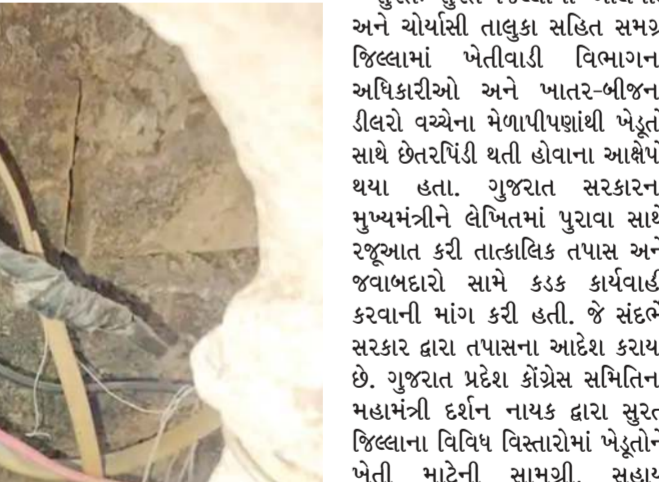 અને ચોર્યાસી તાલુકા સહિત સમગ્ર
જિલ્લામાં ખેતીવાડી વિભાગન
અધિકારીઓ અને ખાતર-બીજન
ડીલરો વચ્ચેના મેળાપીપણાંથી ખેડૂતો
સાથે છેતરપિંડી થતી હોવાના આક્ષેપો
થયા હતા. ગુજરાત સરકારન
મુખ્યમંત્રીને લેખિતમાં પુરાવા સાથે
રજૂઆત કરી તાત્કાલિક તપાસ અને
જવાબદારો સામે કડક કાર્યવાહી
કરવાની માંગ કરી હતી. જે સંદર્ભે
સરકાર દ્વારા તપાસના આદેશ કરાય
છે. ગુજરાત પ્રદેશ કોંગ્રેસ સમિતિન
મહામંત્રી દર્શન નાયક દ્વારા સુરત
જિલ્લાના વિવિધ વિસ્તારોમાં ખેડૂતોને
ખેતી માટેની સામગ્રી, સહાય